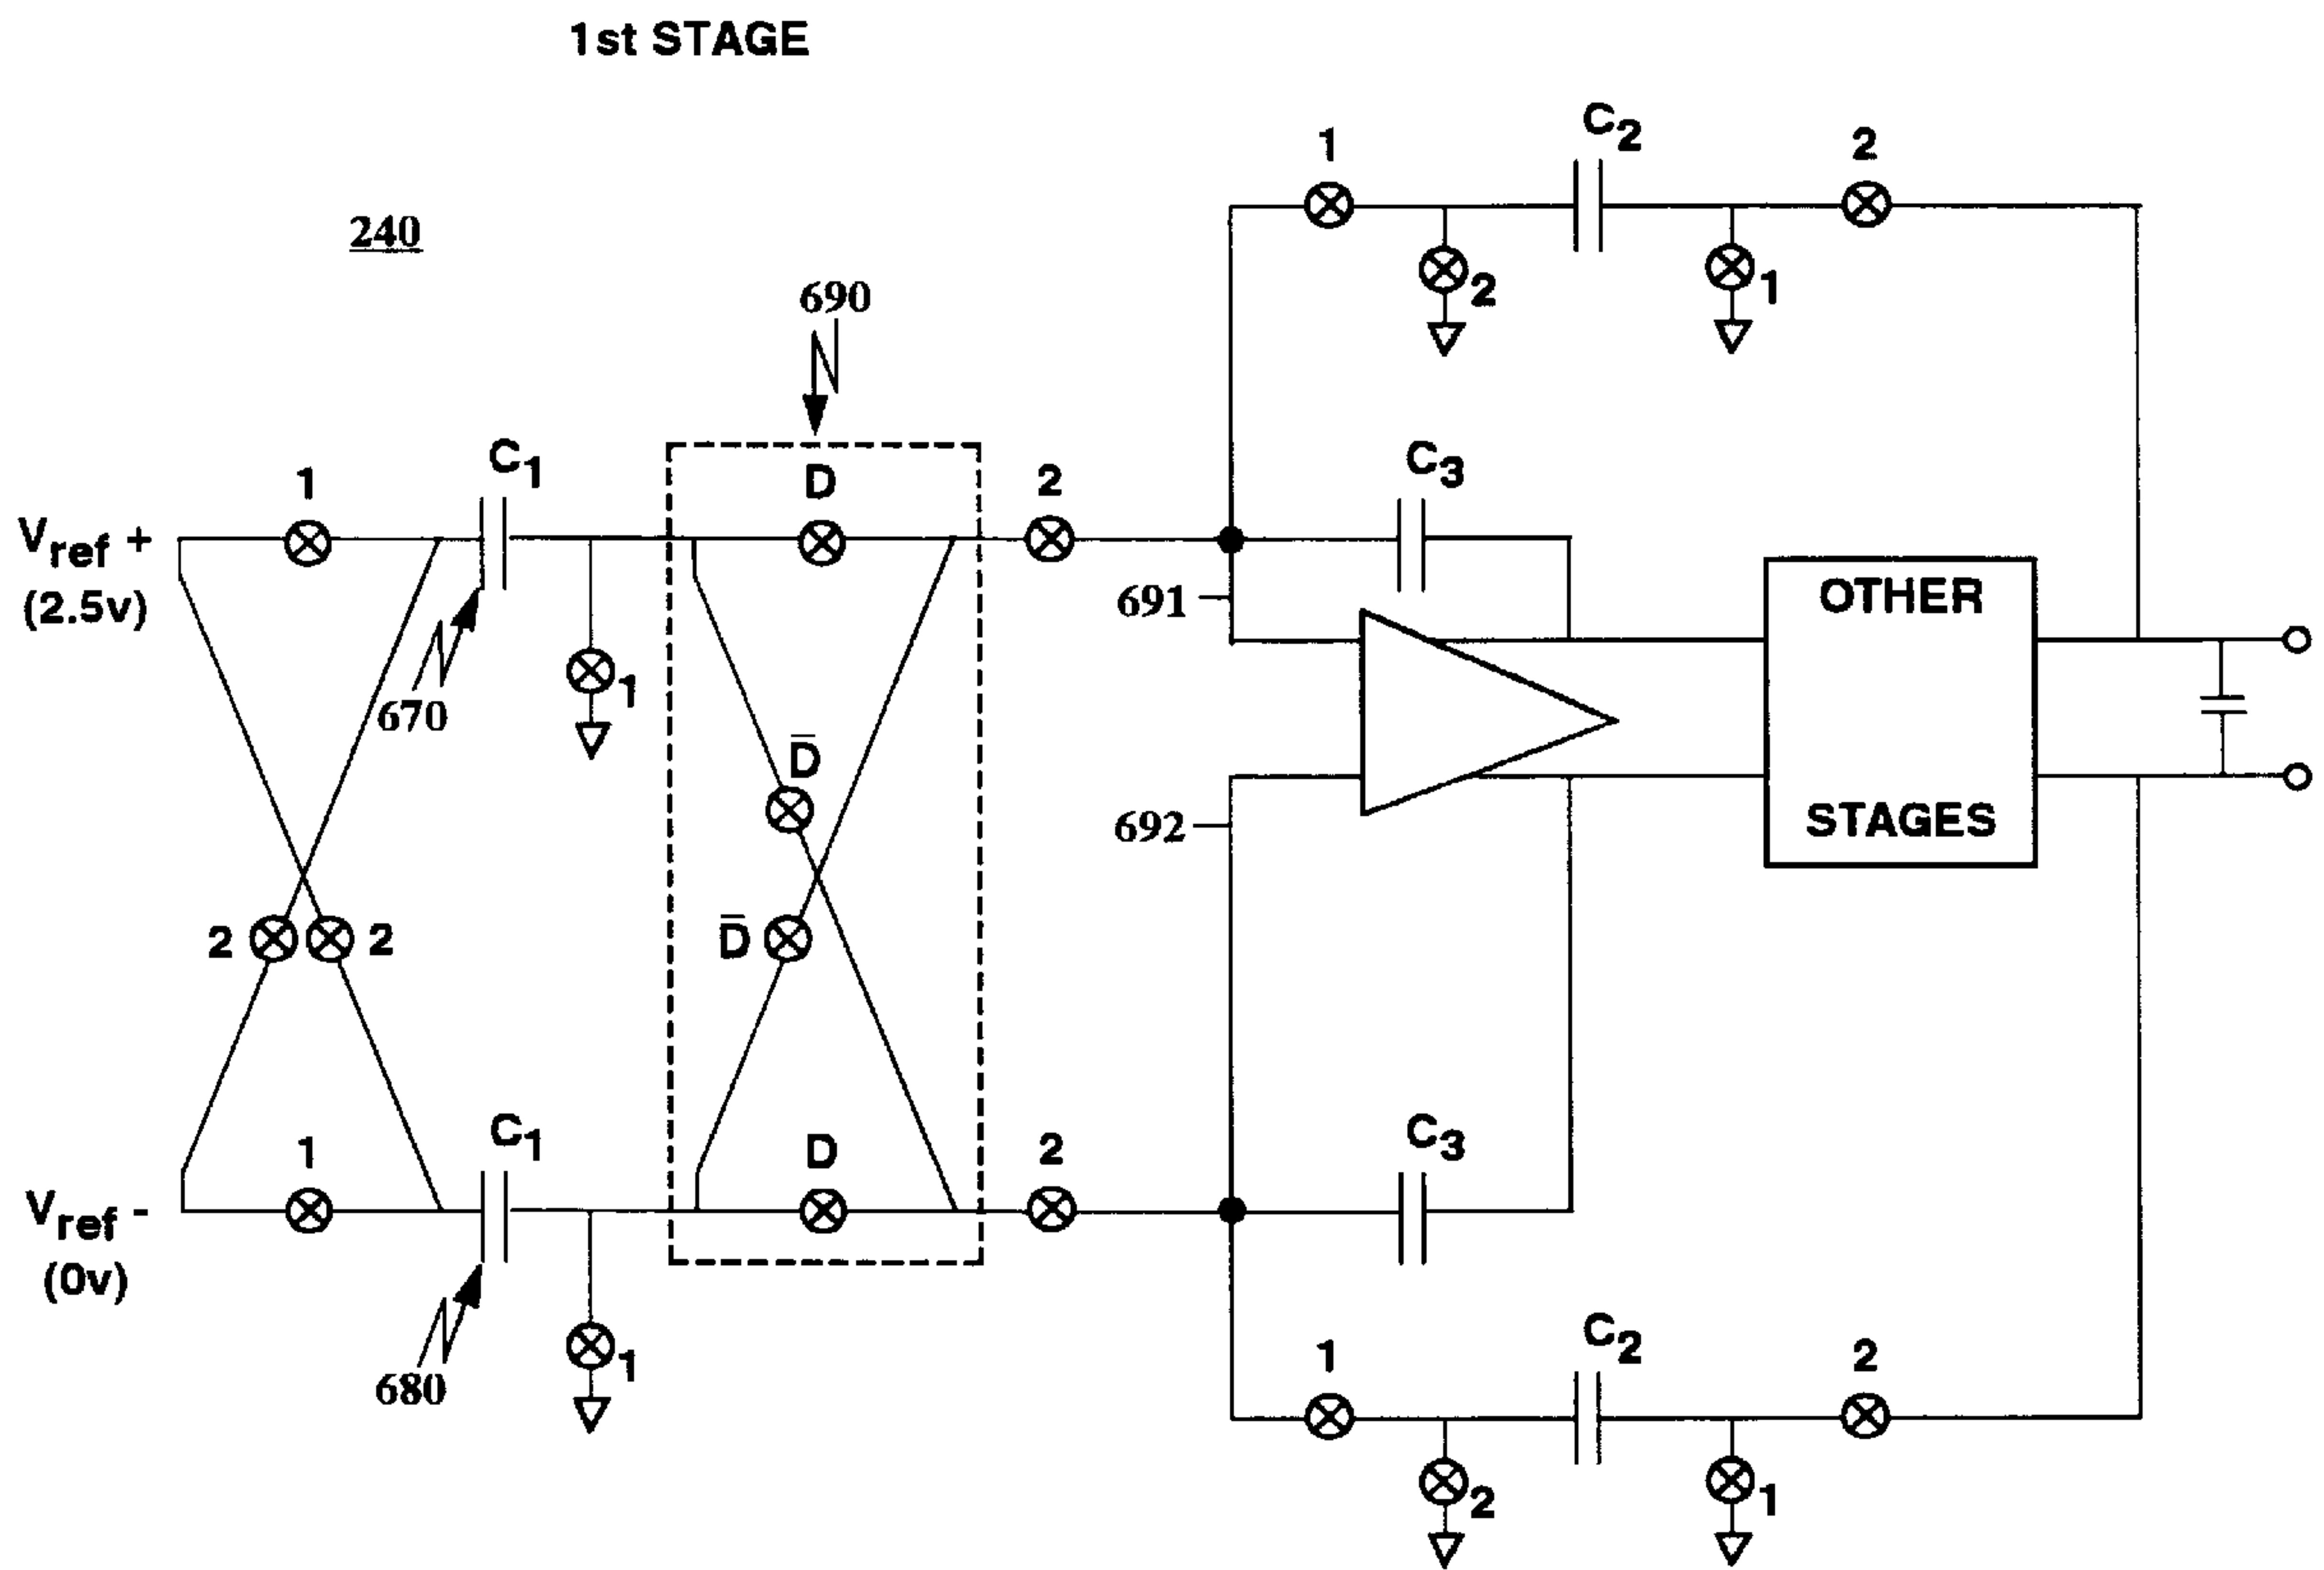 1st STAGE
240
690
1
C2
2
2
1
Vref +
(2.5v)
1
C1
670
1
D
D̅
D̅
D
2
C3
691
692
OTHER
STAGES
2
2
Vref -
(0v)
1
C1
680
1
2
C3
1
C2
2
2
1